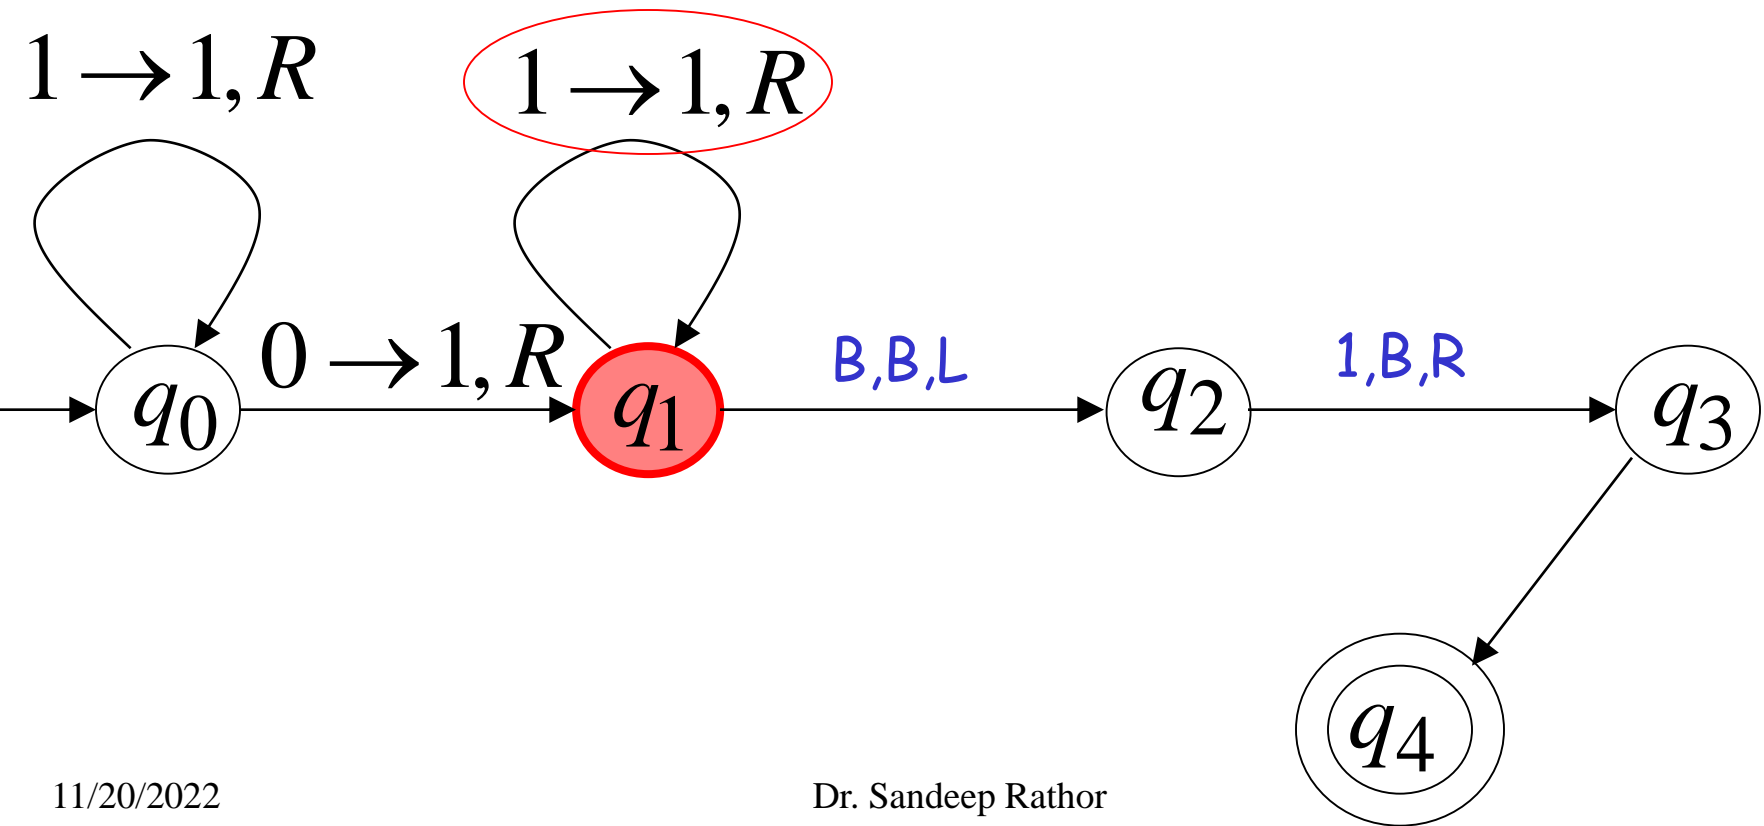 1 → 1, R
1 → 1, R
0 → 1, R
B,B,L
1,B,R
q0
q1
q2
q3
q4
11/20/2022
Dr. Sandeep Rathor